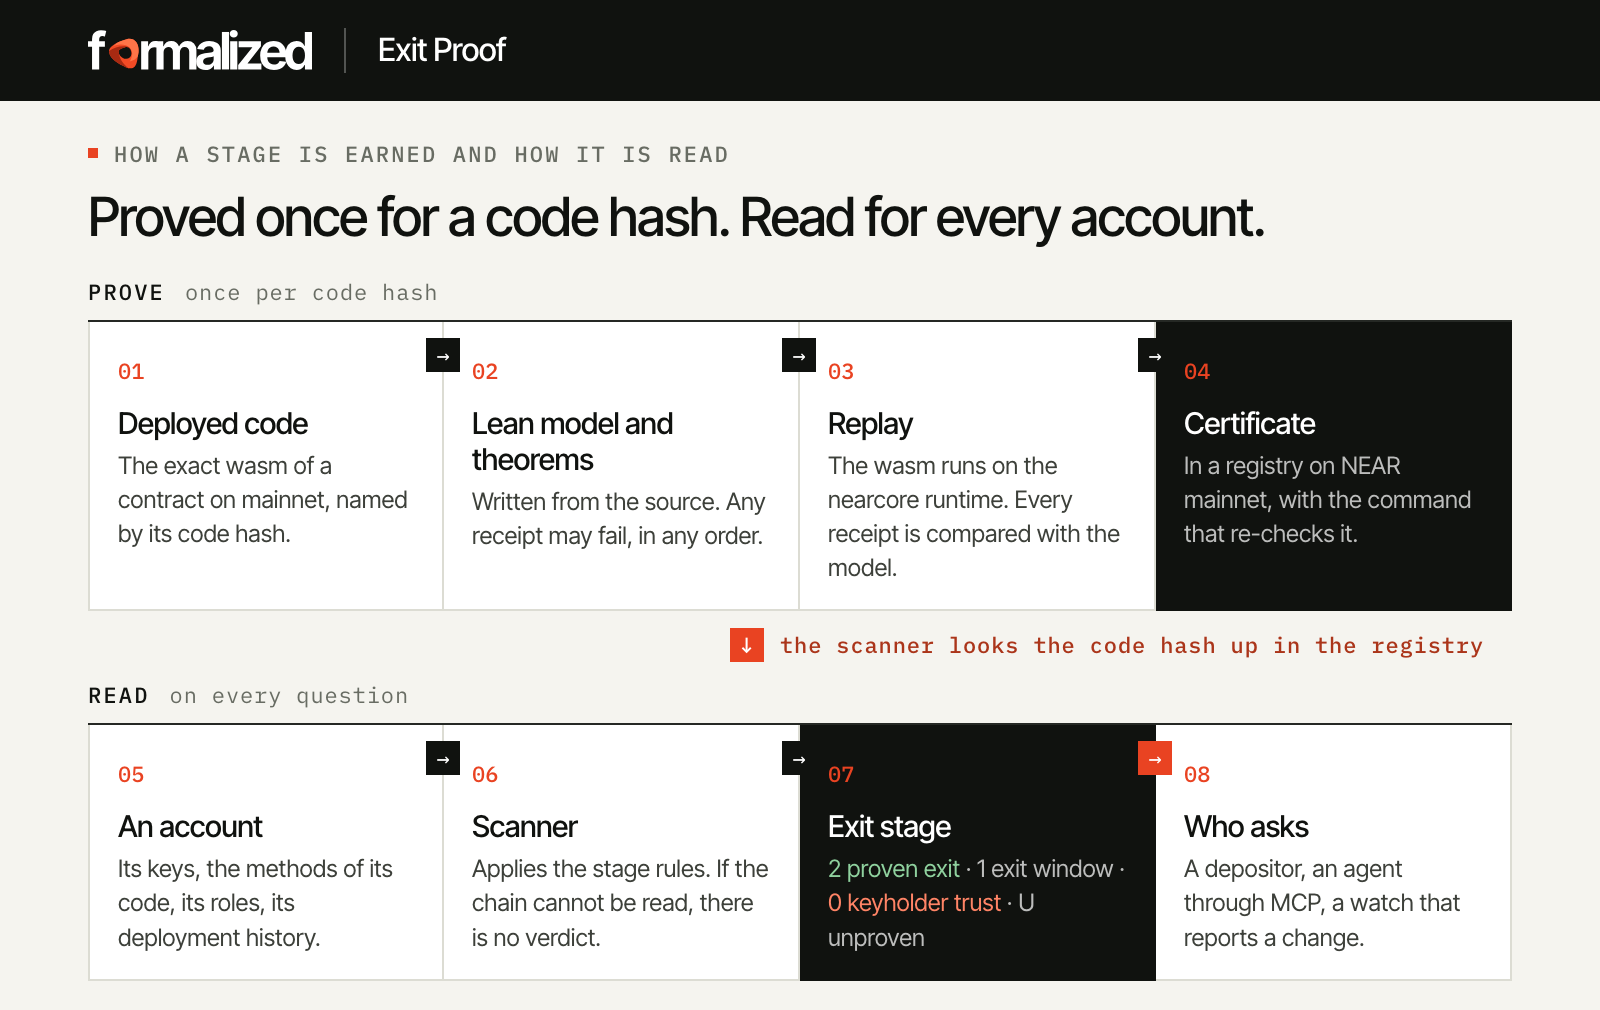 formalized
Exit Proof
HOW A STAGE IS EARNED AND HOW IT IS READ
Proved once for a code hash. Read for every account.
PROVE once per code hash
→
01
Deployed code
The exact wasm of a
contract on mainnet, named
by its code hash.
→
02
Lean model and
theorems
Written from the source. Any
receipt may fail, in any order.
→
03
Replay
The wasm runs on the
nearcore runtime. Every
receipt is compared with the
model.
04
Certificate
In a registry on NEAR
mainnet, with the command
that re-checks it.
↓ the scanner looks the code hash up in the registry
READ on every question
→
05
An account
Its keys, the methods of its
code, its roles, its
deployment history.
→
06
Scanner
Applies the stage rules. If the
chain cannot be read, there
is no verdict.
→
07
Exit stage
2 proven exit · 1 exit window ·
0 keyholder trust · U
unproven
08
Who asks
A depositor, an agent
through MCP, a watch that
reports a change.